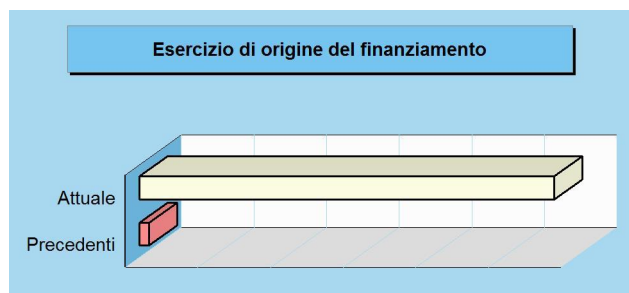 Esercizio di origine del finanziamento
Attuale
Precedenti